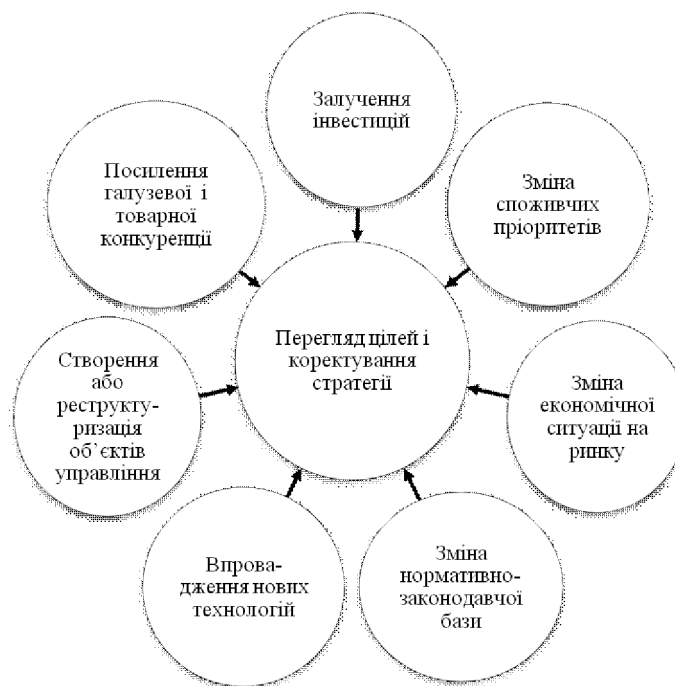 Залучення
інвестицій
Посилення
галузевої і
товарної
конкуренції
Зміна
споживчих
пріоритетів
Перегляд цілей і
коректування
стратегії
Створення
або
реструкту-
ризація
об’єктів
управління
Зміна
економічної
ситуації на
ринку
Впрова-
дження нових
технологій
Зміна
нормативно-
законодавчої
бази